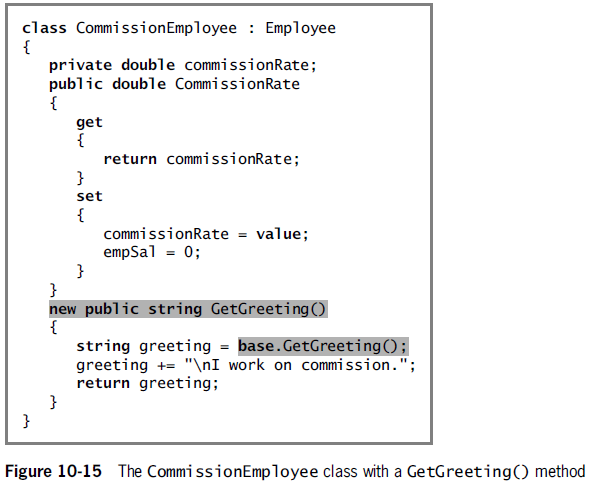 class CommissionEmployee : Employee
{
   private double commissionRate;
   public double CommissionRate
   {
      get
      {
         return commissionRate;
      }
      set
      {
         commissionRate = value;
         empSal = 0;
      }
   }
   new public string GetGreeting()
   {
      string greeting = base.GetGreeting();
      greeting += "\nI work on commission.";
      return greeting;
   }
}
Figure 10-15 The CommissionEmployee class with a GetGreeting() method